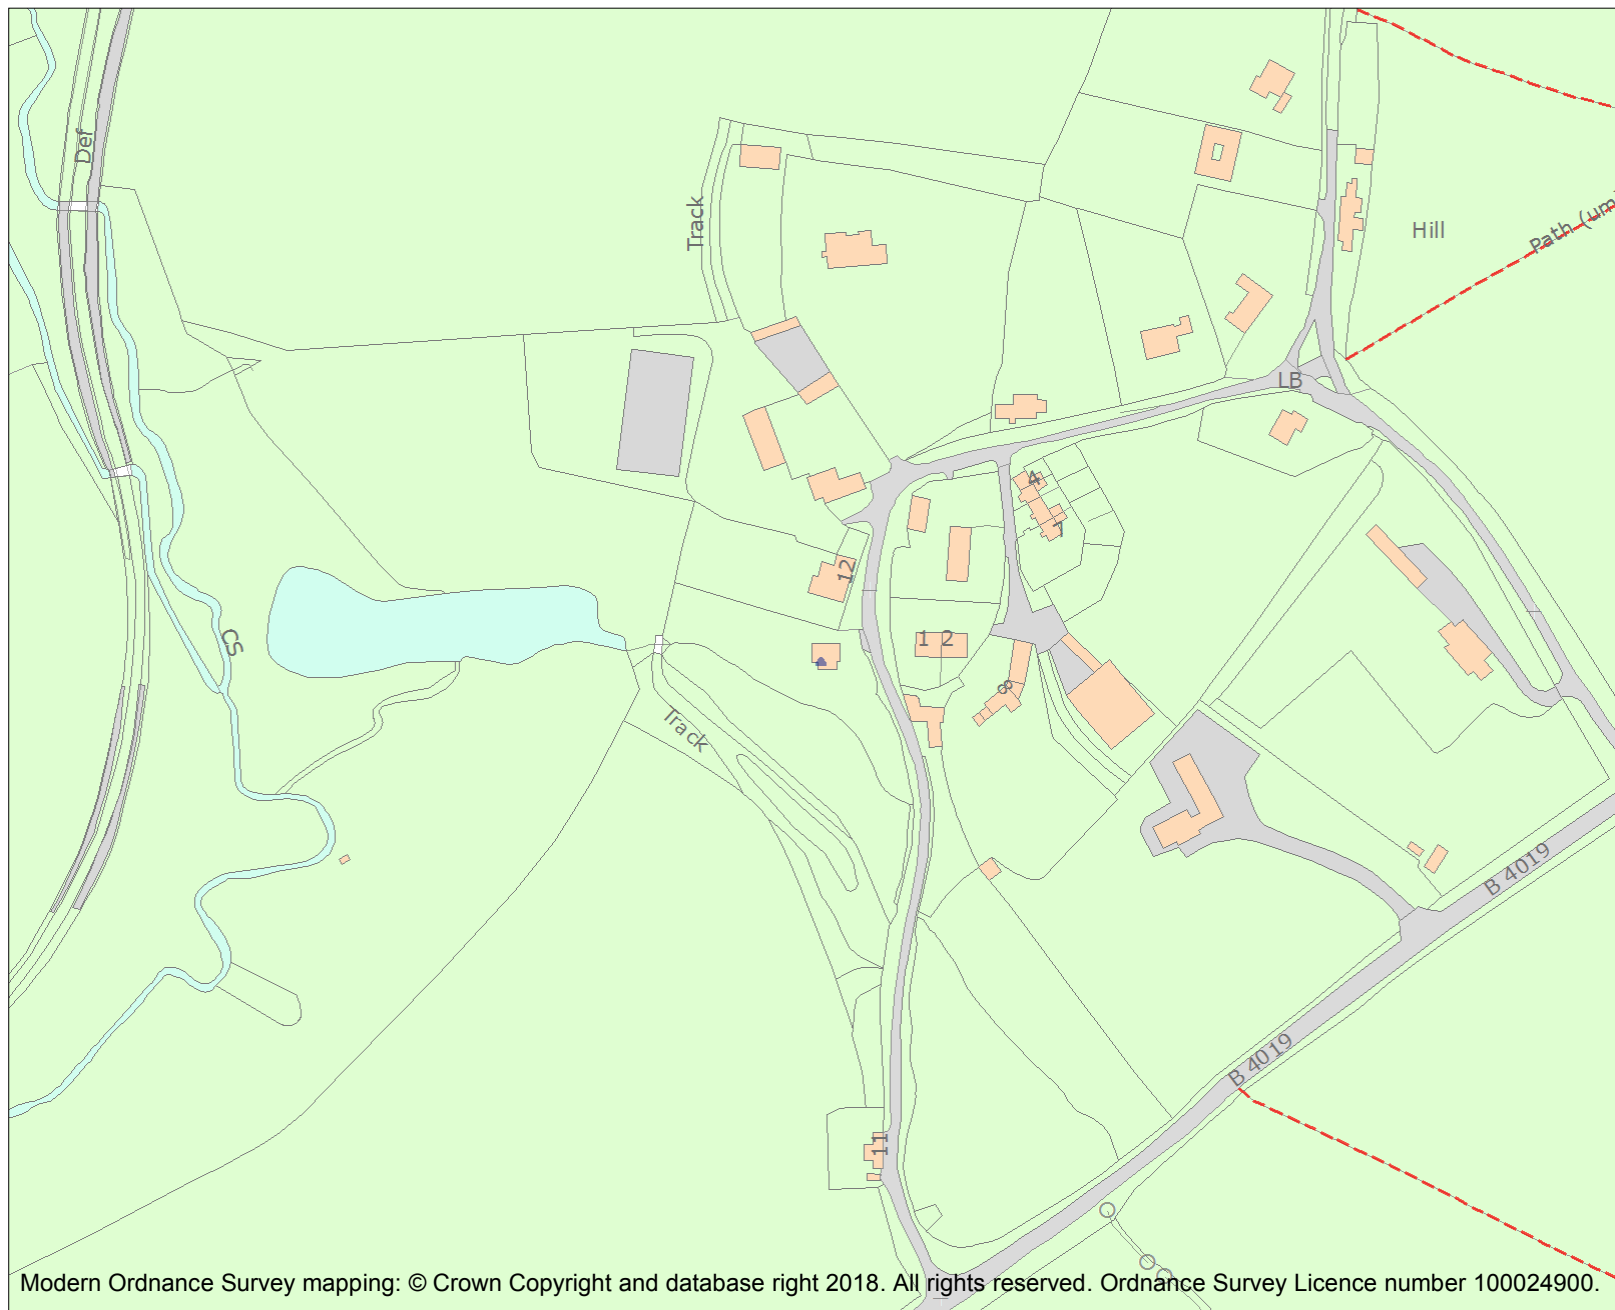 Def
Track
Hill
Path (um
LB
4
7
12
CS
1 2
8
Track
B 4019
B 4019
11
Modern Ordnance Survey mapping: © Crown Copyright and database right 2018. All rights reserved. Ordnance Survey Licence number 100024900.